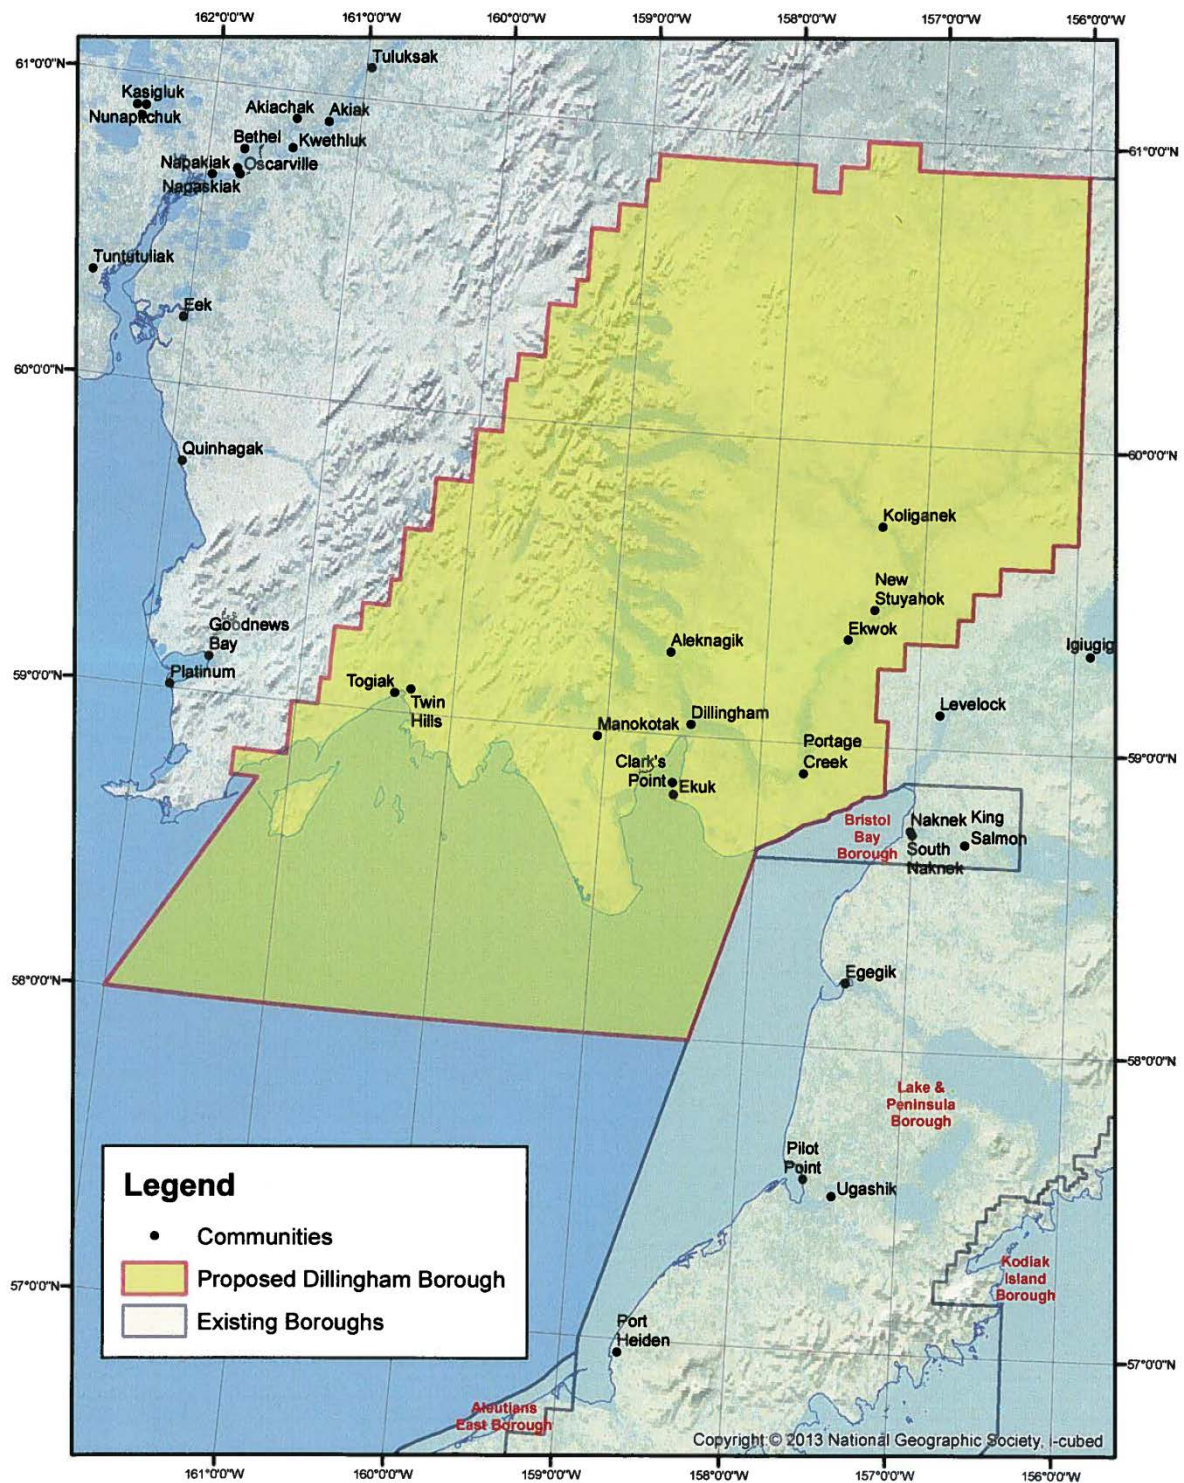 162°0'0"W
161°0'0"W
160°0'0"W
159°0'0"W
158°0'0"W
157°0'0"W
156°0'0"W
61°0'0"N
Tuluksak
Kasigluk
Nunapitchuk
Akiachak
Akiak
Bethel
Kwethluk
Napakiak
Oscarville
Napaskiak
61°0'0"N
Tuntutuliak
Eek
60°0'0"N
Quinhagak
60°0'0"N
Koliganek
New
Stuyahok
Ekwok
Goodnews
Bay
Aleknagik
Igiugig
59°0'0"N
Platinum
Togiak
Twin
Hills
Manokotak
Dillingham
Levelock
Portage
Creek
59°0'0"N
Clark's
Point
Ekuk
Bristol
Bay
Borough
Naknek
King
Salmon
South
Naknek
58°0'0"N
Egegik
58°0'0"N
Lake &
Peninsula
Borough
Pilot
Point
Ugashik
Legend
Communities
Proposed Dillingham Borough
Existing Boroughs
57°0'0"N
Kodiak
Island
Borough
Port
Heiden
57°0'0"N
Aleutians
East Borough
Copyright:© 2013 National Geographic Society, i-cubed
161°0'0"W
160°0'0"W
159°0'0"W
158°0'0"W
157°0'0"W
156°0'0"W